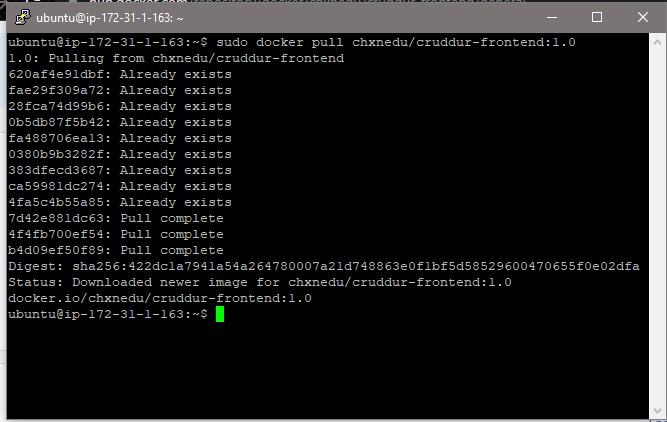 ubuntu@ip-172-31-1-163: ~
ubuntu@ip-172-31-1-163:~$ sudo docker pull chxnedu/cruddur-frontend:1.0
1.0: Pulling from chxnedu/cruddur-frontend
620af4e91dbf: Already exists
fae29f309a72: Already exists
28fca74d99b6: Already exists
0b5db87f5b42: Already exists
fa488706ea13: Already exists
0380b9b3282f: Already exists
383dfecd3687: Already exists
ca59981dc274: Already exists
4fa5c4b55a85: Already exists
7d42e881dc63: Pull complete
4f4fb700ef54: Pull complete
b4d09ef50f89: Pull complete
Digest: sha256:422dc1a7941a54a264780007a21d748863e0f1bf5d58529600470655f0e02dfa
Status: Downloaded newer image for chxnedu/cruddur-frontend:1.0
docker.io/chxnedu/cruddur-frontend:1.0
ubuntu@ip-172-31-1-163:~$